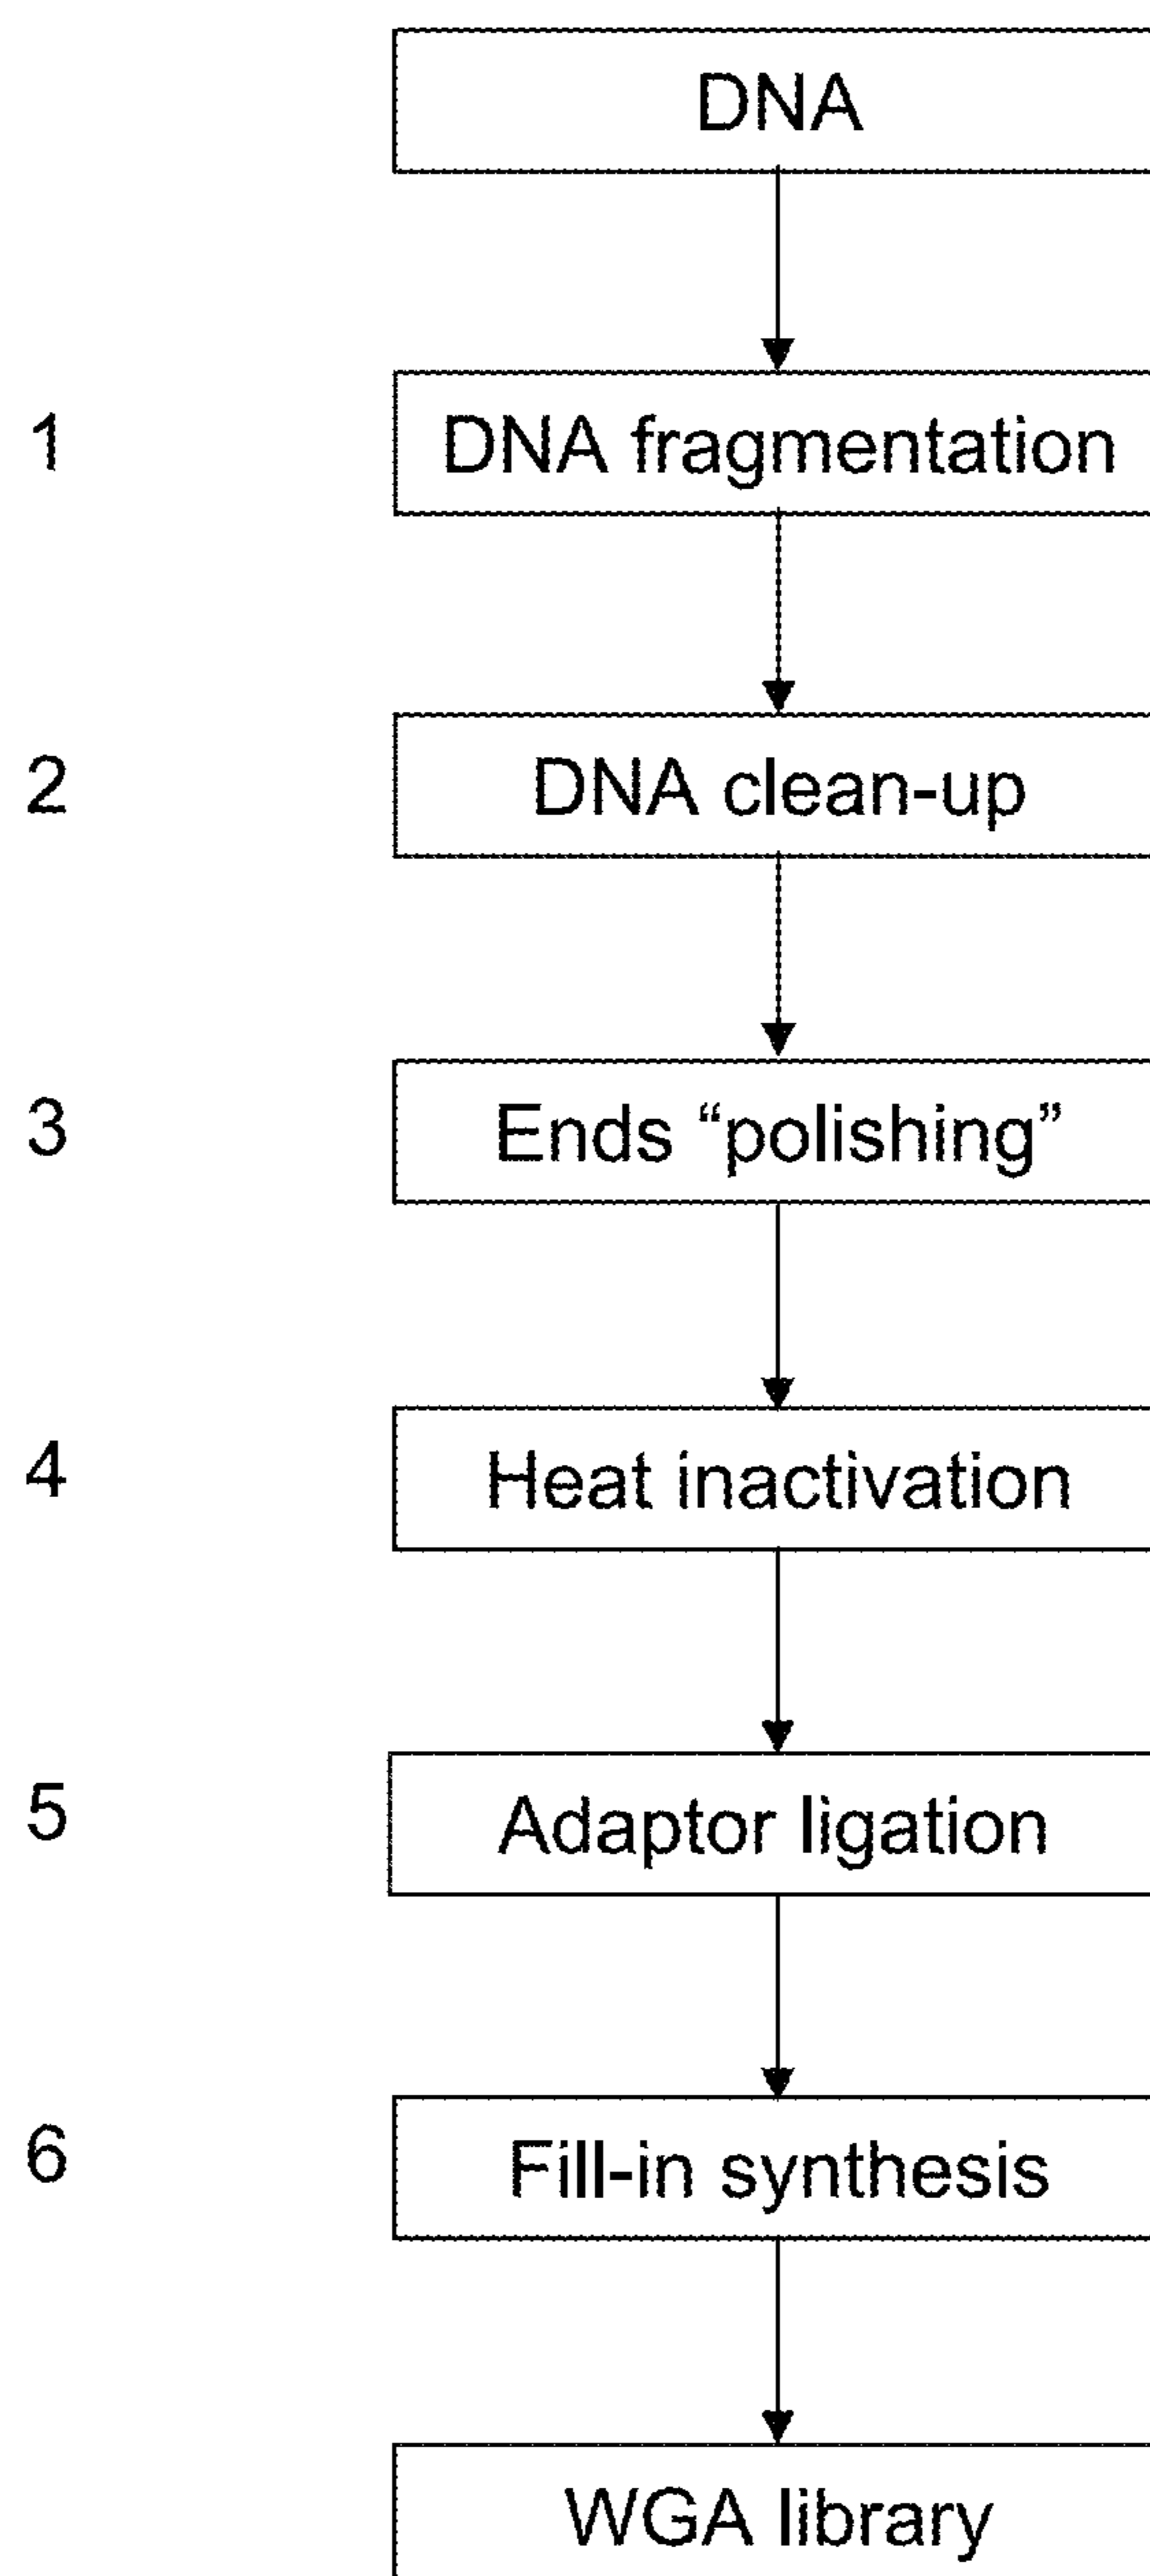 DNA
1 DNA fragmentation
2 DNA clean-up
3 Ends “polishing”
4 Heat inactivation
5 Adaptor ligation
6 Fill-in synthesis
WGA library